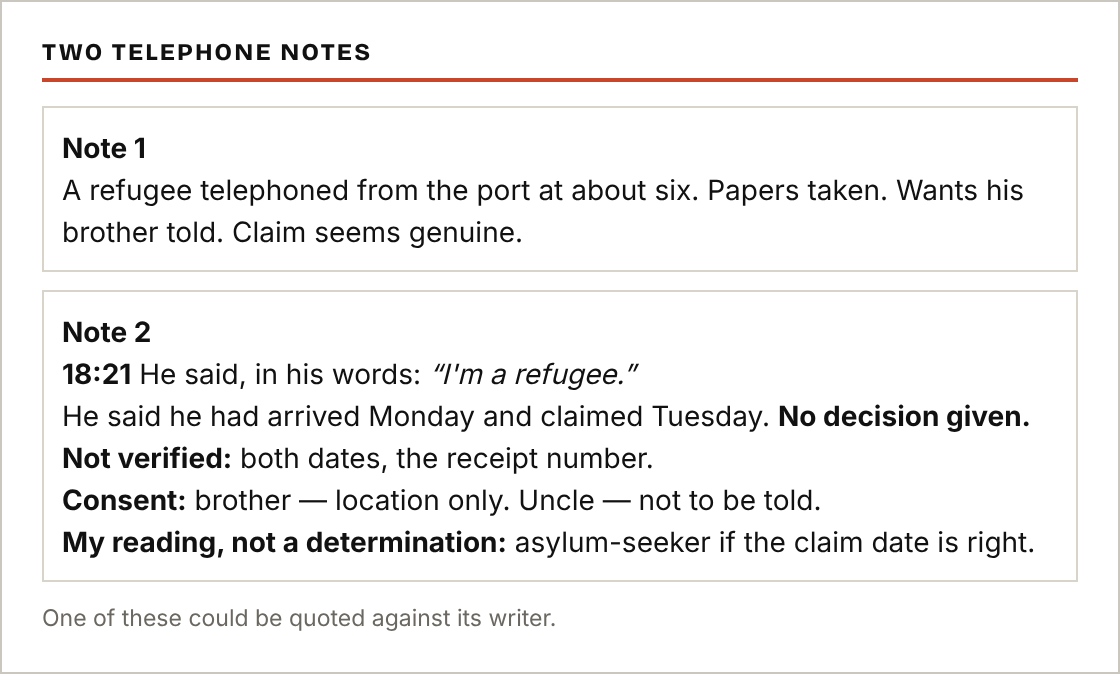 TWO TELEPHONE NOTES
Note 1
A refugee telephoned from the port at about six. Papers taken. Wants his
brother told. Claim seems genuine.
Note 2
18:21 He said, in his words: “I'm a refugee.”
He said he had arrived Monday and claimed Tuesday. No decision given.
Not verified: both dates, the receipt number.
Consent: brother — location only. Uncle — not to be told.
My reading, not a determination: asylum-seeker if the claim date is right.
One of these could be quoted against its writer.